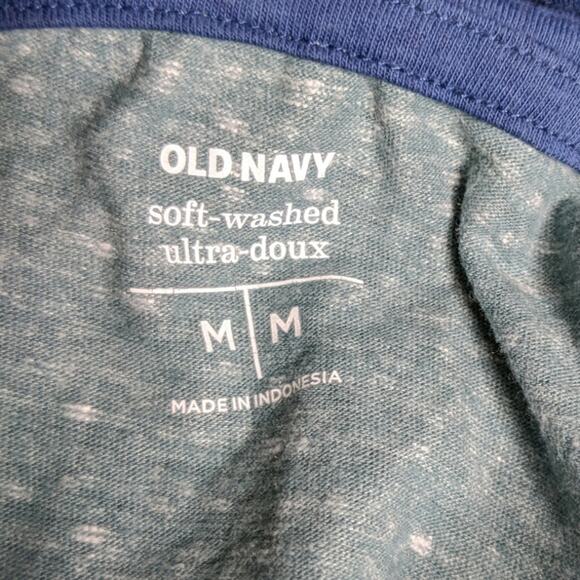 OLD NAVY
soft-washed
ultra-doux
M M
MADE IN INDONESIA